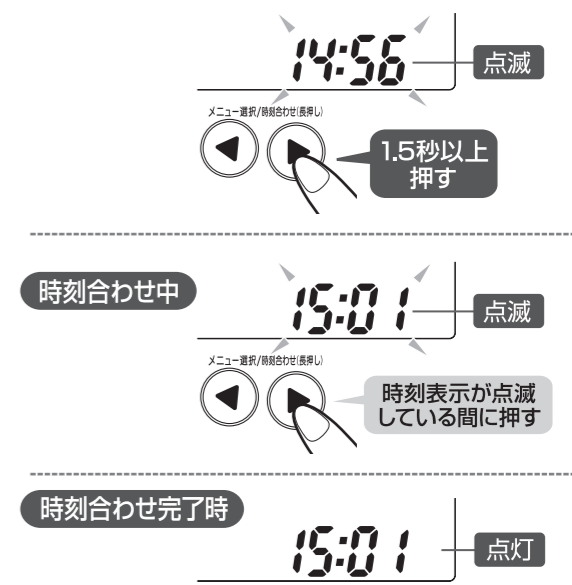 14:56
点滅
メニュー選択/時刻合わせ(長押し)
1.5秒以上
押す
時刻合わせ中
15:01
点滅
メニュー選択/時刻合わせ(長押し)
時刻表示が点滅
している間に押す
時刻合わせ完了時
15:01
点灯